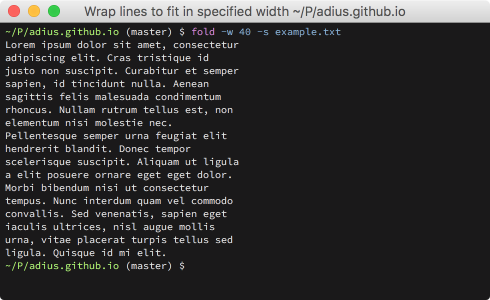 Wrap lines to fit in specified width ~/P/adius.github.io
~/P/adius.github.io (master) $ fold -w 40 -s example.txt
Lorem ipsum dolor sit amet, consectetur
adipiscing elit. Cras tristique id
justo non suscipit. Curabitur et semper
sapien, id tincidunt nulla. Aenean
sagittis felis malesuada condimentum
rhoncus. Nullam rutrum tellus est, non
elementum nisi molestie nec.
Pellentesque semper urna feugiat elit
hendrerit blandit. Donec tempor
scelerisque suscipit. Aliquam ut ligula
a elit posuere ornare eget eget dolor.
Morbi bibendum nisi ut consectetur
tempus. Nunc interdum quam vel commodo
convallis. Sed venenatis, sapien eget
iaculis ultrices, nisl augue mollis
urna, vitae placerat turpis tellus sed
ligula. Quisque id mi elit.
~/P/adius.github.io (master) $